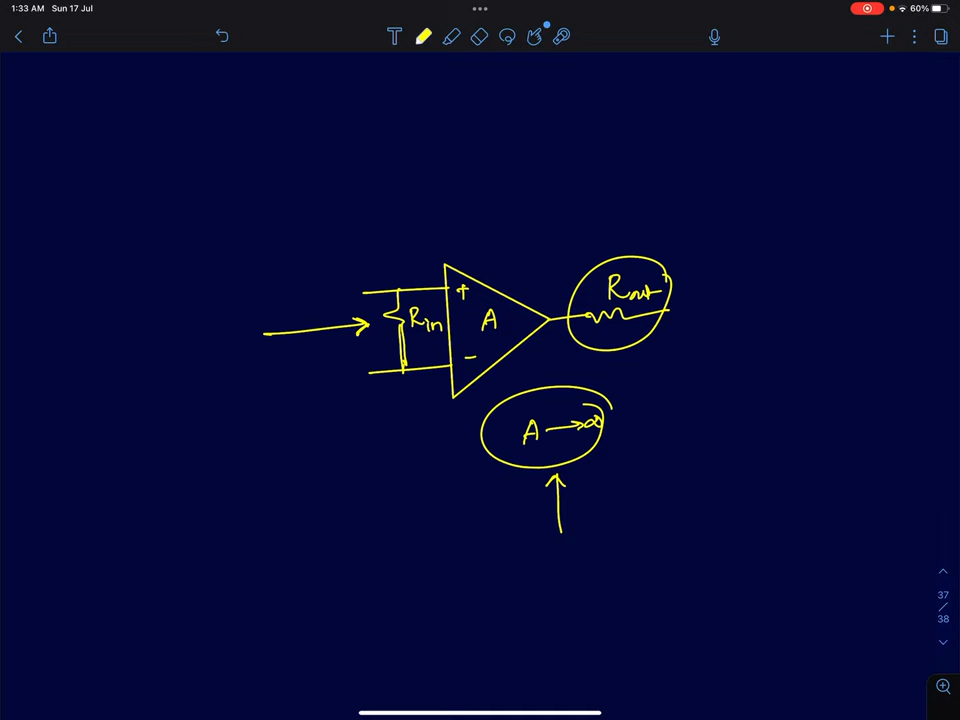 1:33 AM Sun 17 Jul
60%
T
Rout
+
Rin
A
-
A → ∞
37
/
38